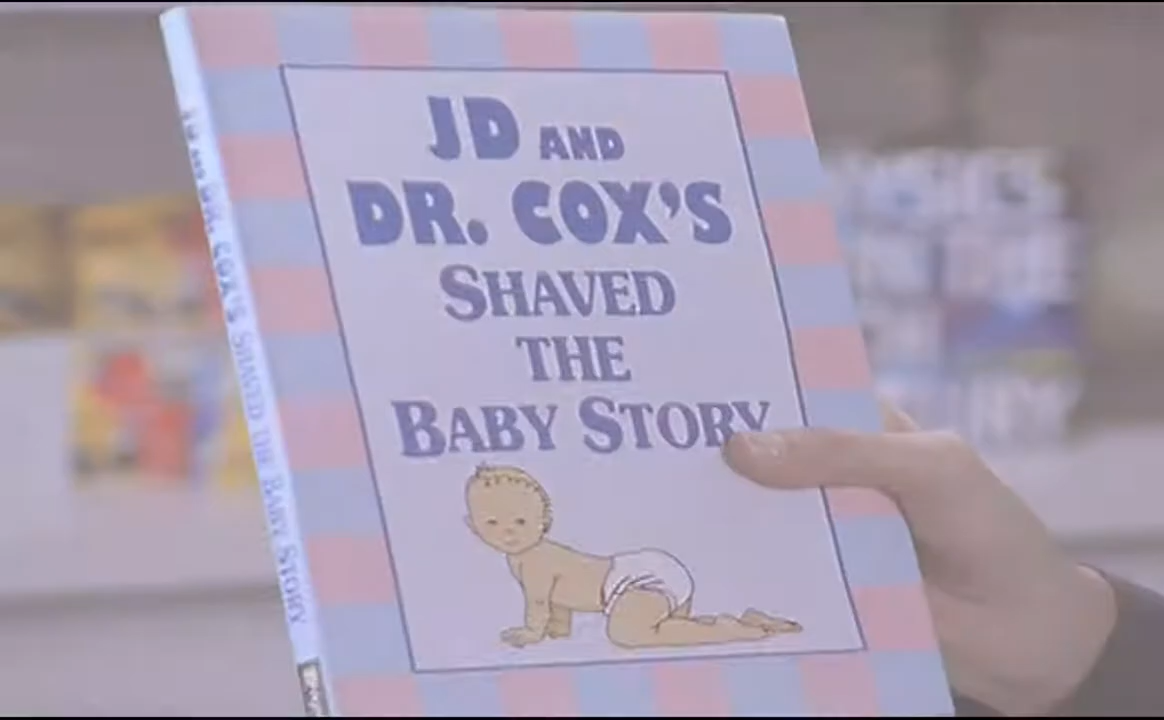 JD AND
DR. COX'S
SHAVED
THE
BABY STORY
JD AND DR. COX'S SHAVED THE BABY STORY